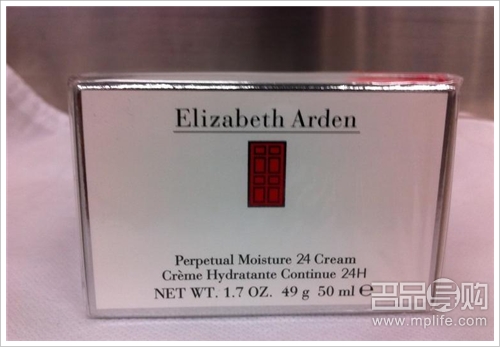 Elizabeth Arden
Perpetual Moisture 24 Cream
Crème Hydratante Continue 24H
NET WT. 1.7 OZ. 49 g 50 ml ℮
名品导购
www.mplife.com